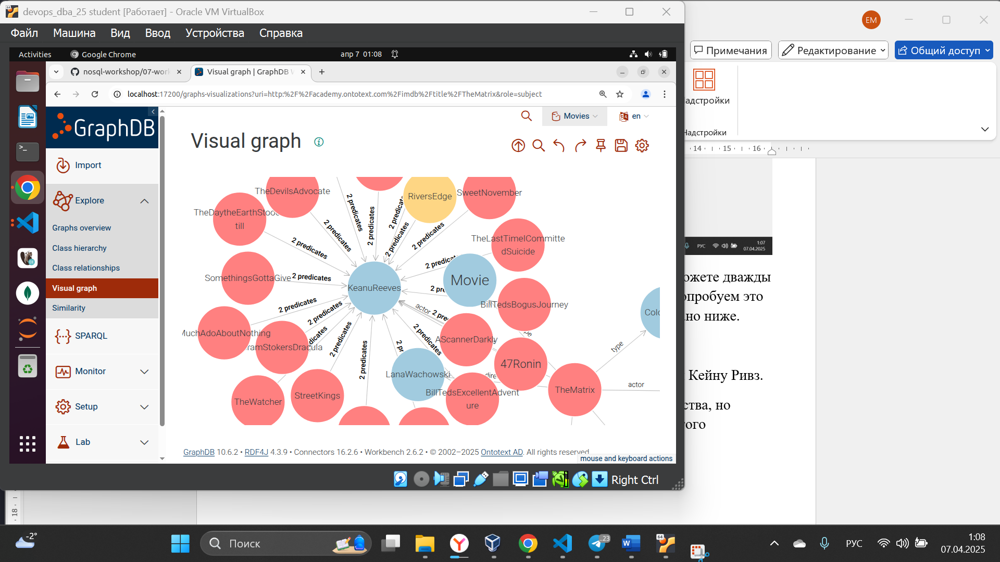 devops_dba_25 student [Работает] - Oracle VM VirtualBox
Файл Машина Вид Ввод Устройства Справка
Activities Google Chrome апр 7 01:08
nosql-workshop/07-wor
Visual graph | GraphDB W
localhost:17200/graphs-visualizations?uri=http:%2F%2Facademy.ontotext.com%2Fimdb%2Ftitle%2FTheMatrix&role=subject
GraphDB
Import
Explore
Graphs overview
Class hierarchy
Class relationships
Visual graph
Similarity
SPARQL
Monitor
Setup
Lab
Movies
en
Visual graph
TheDevilsAdvocate
RiversEdge
SweetNovember
TheDaytheEarthStood
till
TheLastTimeICommitte
dSuicide
SomethingsGottaGive
KeanuReeves
Movie
BillTedsBogusJourney
MuchAdoAboutNothing
ramStokersDracula
AScannerDarkly
47Ronin
LanaWachowski
TheMatrix
BillTedsExcellentAdvent
ure
TheWatcher
StreetKings
Colo
2 predicates
2 predicates
2 predicates
2 predicates
2 predicat
2 predicates
2 predicates
2 predicat
2 predicates
2 pre
2 predicates
2 predicates
dicates
2 predicates
2 predicates
2 pr
2 predicates
actor
2 pre
direc
pe
type
actor
GraphDB 10.6.2 • RDF4J 4.3.9 • Connectors 16.2.6 • Workbench 2.6.2 • © 2002–2025 Ontotext AD. All rights reserved.
mouse and keyboard actions
Right Ctrl
EM
Примечания
Редактирование
Общий доступ
адстройки
Надстройки
14 15 16
РУС
1:07
07.04.2025
ожете дважды
опробуем это
но ниже.
Кейну Ривз.
ства, но
ого
18
-2°
Поиск
64
..23
64
РУС
1:08
07.04.2025